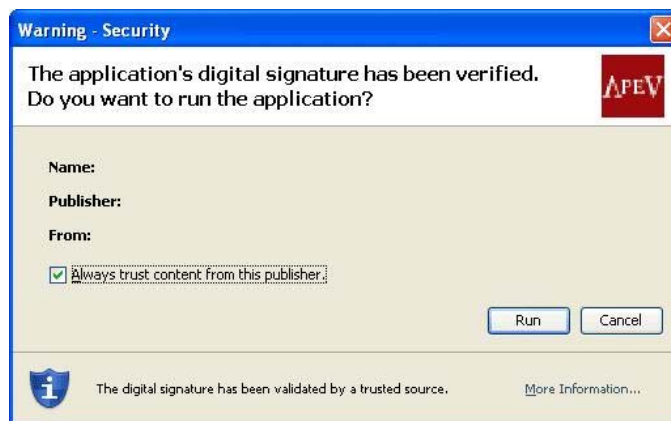 Warning - Security
The application's digital signature has been verified.
Do you want to run the application?
APEV
Name:
Publisher:
From:
Always trust content from this publisher.
Run
Cancel
The digital signature has been validated by a trusted source.
More Information...